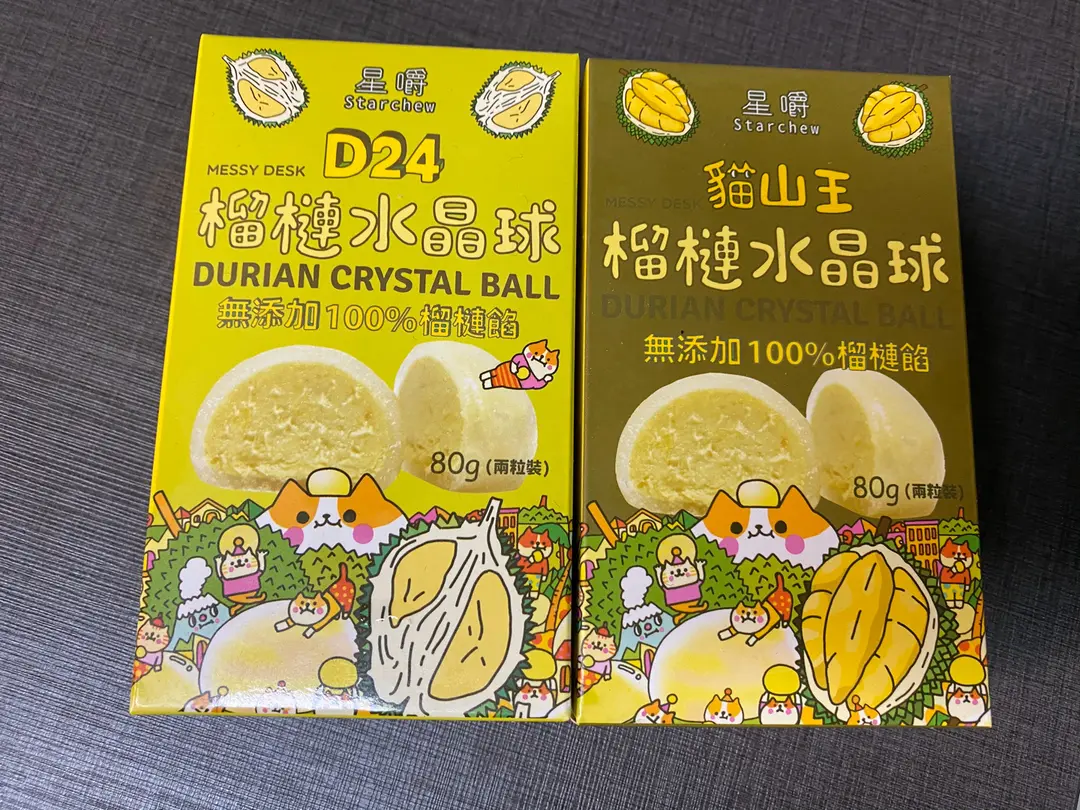 星嚼
Starchew
MESSY DESK
D24
榴槤水晶球
DURIAN CRYSTAL BALL
無添加100%榴槤餡
80g (兩粒裝)
星嚼
Starchew
貓山王
MESSY DESK
榴槤水晶球
DURIAN CRYSTAL BALL
無添加100%榴槤餡
80g (兩粒裝)